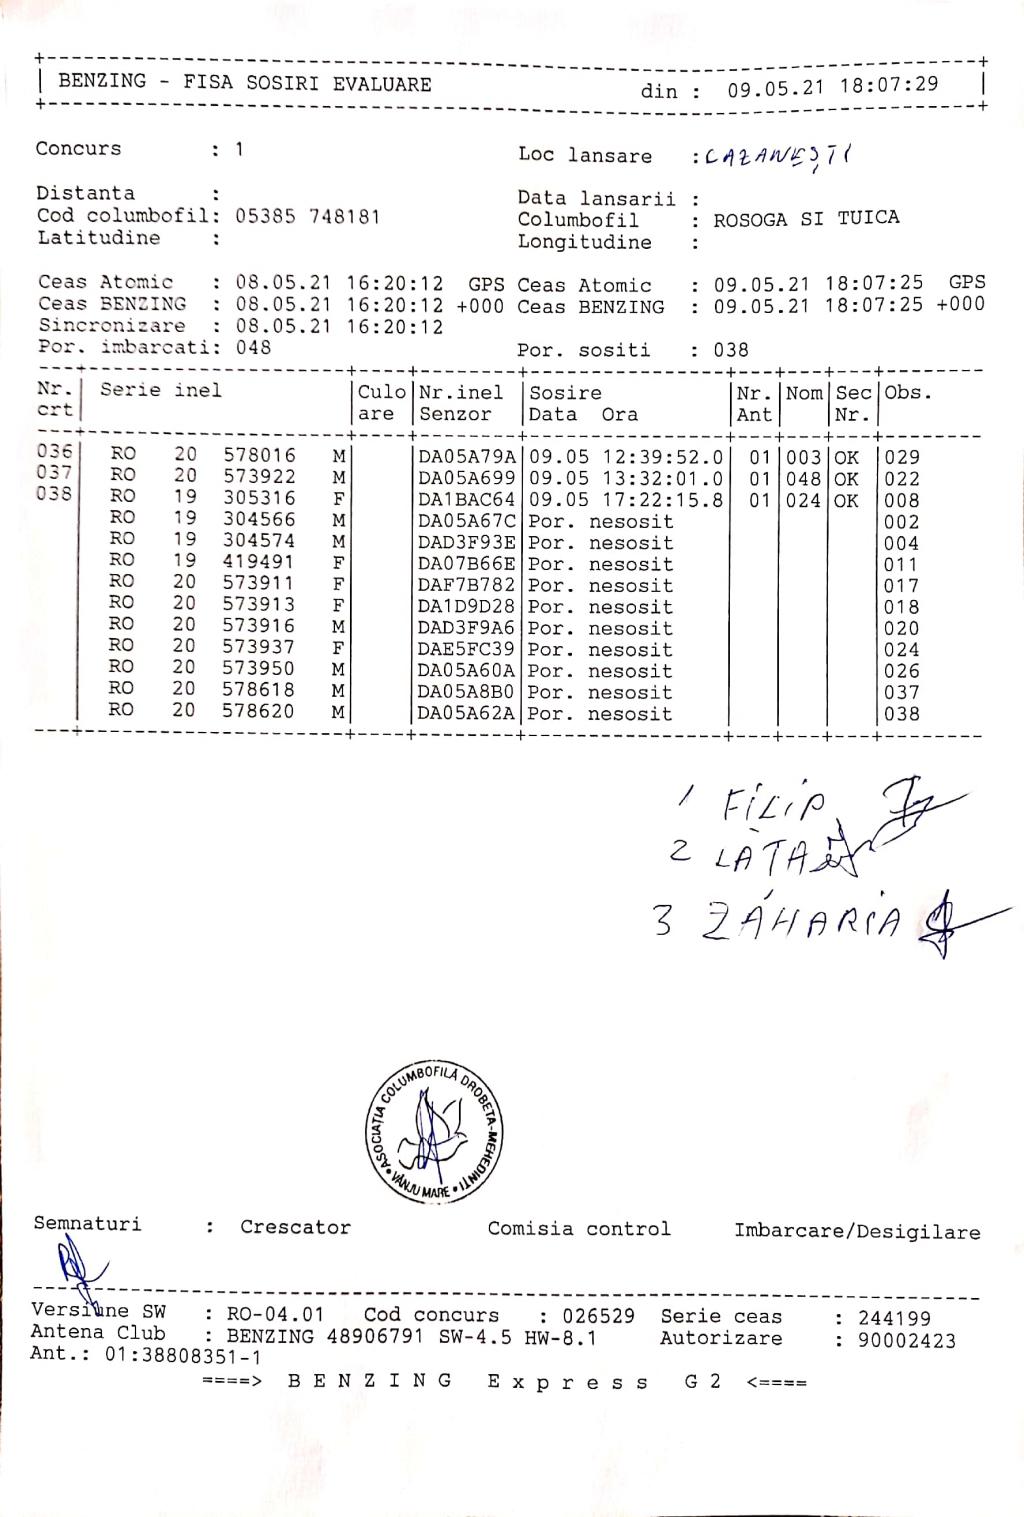 BENZING - FISA SOSIRI EVALUARE din : 09.05.21 18:07:29
Concurs : 1 Loc lansare : CAZANEȘTI
Distanta : Data lansarii :
Cod columbofil: 05385 748181 Columbofil : ROSOGA SI TUICA
Latitudine : Longitudine :
Ceas Atomic : 08.05.21 16:20:12 GPS Ceas Atomic : 09.05.21 18:07:25 GPS
Ceas BENZING : 08.05.21 16:20:12 +000 Ceas BENZING : 09.05.21 18:07:25 +000
Sincronizare : 08.05.21 16:20:12
Por. imbarcati: 048 Por. sositi : 038
Nr. Serie inel Culo Nr.inel Sosire Nr. Nom Sec Obs.
crt are Senzor Data Ora Ant Nr.
036 RO 20 578016 M DA05A79A 09.05 12:39:52.0 01 003 OK 029
037 RO 20 573922 M DA05A699 09.05 13:32:01.0 01 048 OK 022
038 RO 19 305316 F DA1BAC64 09.05 17:22:15.8 01 024 OK 008
RO 19 304566 M DA05A67C Por. nesosit 002
RO 19 304574 M DAD3F93E Por. nesosit 004
RO 19 419491 F DA07B66E Por. nesosit 011
RO 20 573911 F DAF7B782 Por. nesosit 017
RO 20 573913 F DA1D9D28 Por. nesosit 018
RO 20 573916 M DAD3F9A6 Por. nesosit 020
RO 20 573937 F DAE5FC39 Por. nesosit 024
RO 20 573950 M DA05A60A Por. nesosit 026
RO 20 578618 M DA05A8B0 Por. nesosit 037
RO 20 578620 M DA05A62A Por. nesosit 038
1 FILIP
2 LATA
3 ZAHARIA
ASOCIAȚIA COLUMBOFILĂ DROBETA-MEHEDINȚI
VÂNJU MARE
Semnaturi : Crescator Comisia control Imbarcare/Desigilare
Versiune SW : RO-04.01 Cod concurs : 026529 Serie ceas : 244199
Antena Club : BENZING 48906791 SW-4.5 HW-8.1 Autorizare : 90002423
Ant.: 01:38808351-1
====> B E N Z I N G E x p r e s s G 2 <====